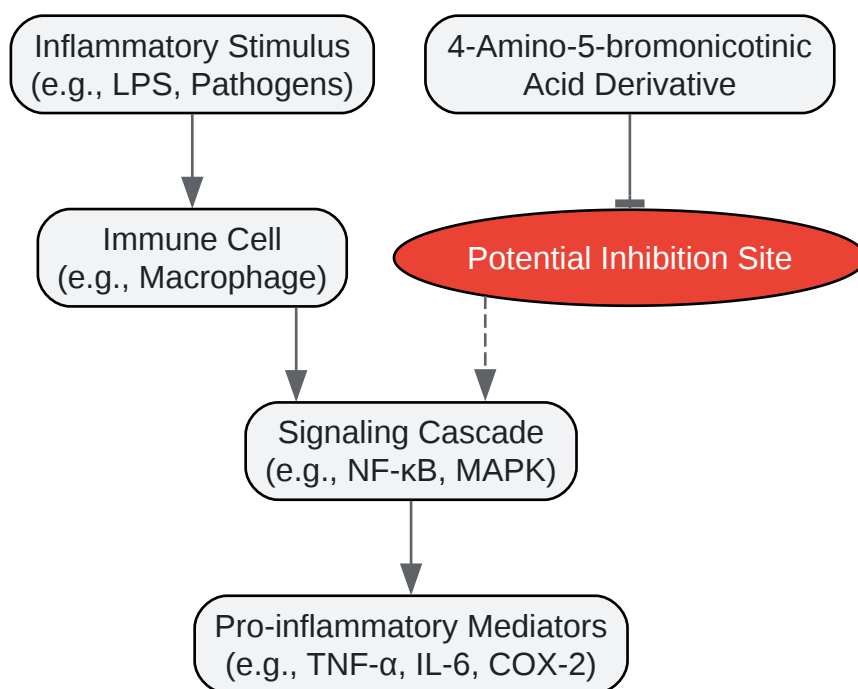 Inflammatory Stimulus
(e.g., LPS, Pathogens)
4-Amino-5-bromonicotinic
Acid Derivative
Immune Cell
(e.g., Macrophage)
Potential Inhibition Site
Signaling Cascade
(e.g., NF-κB, MAPK)
Pro-inflammatory Mediators
(e.g., TNF-α, IL-6, COX-2)